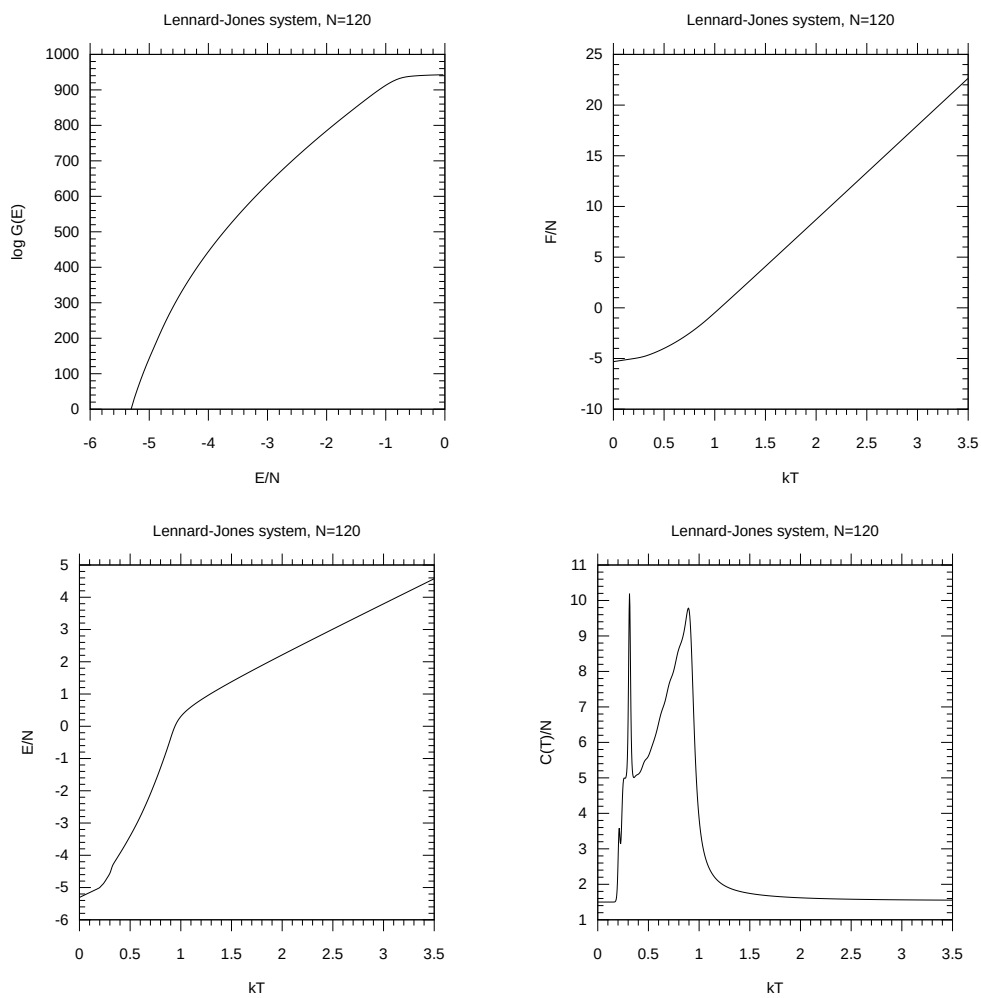 Lennard-Jones system, N=120
1000
900
800
700
600
500
400
300
200
100
0
log G(E)
-6 -5 -4 -3 -2 -1 0
E/N
Lennard-Jones system, N=120
25
20
15
10
5
0
-5
-10
F/N
0 0.5 1 1.5 2 2.5 3 3.5
kT
Lennard-Jones system, N=120
5
4
3
2
1
0
-1
-2
-3
-4
-5
-6
E/N
0 0.5 1 1.5 2 2.5 3 3.5
kT
Lennard-Jones system, N=120
11
10
9
8
7
6
5
4
3
2
1
C(T)/N
0 0.5 1 1.5 2 2.5 3 3.5
kT